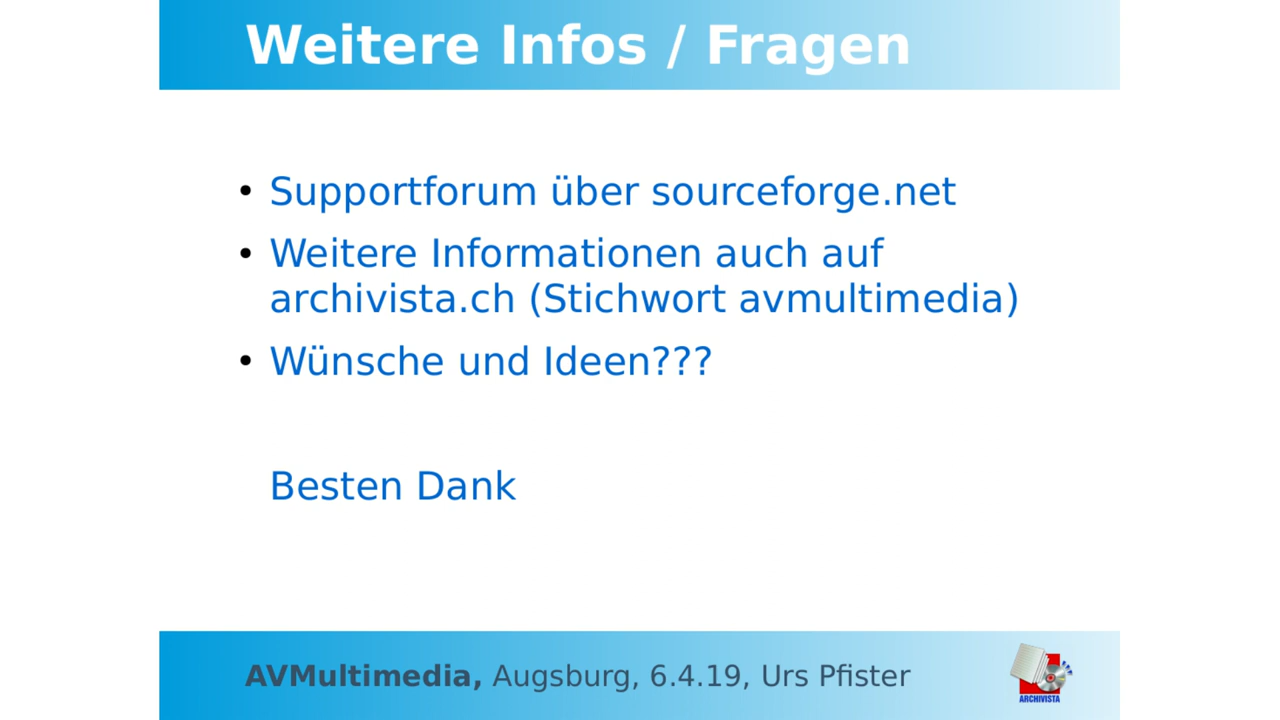 Weitere Infos / Fragen
• Supportforum über sourceforge.net
• Weitere Informationen auch auf
archivista.ch (Stichwort avmultimedia)
• Wünsche und Ideen???
Besten Dank
AVMultimedia, Augsburg, 6.4.19, Urs Pfister
ARCHIVISTA